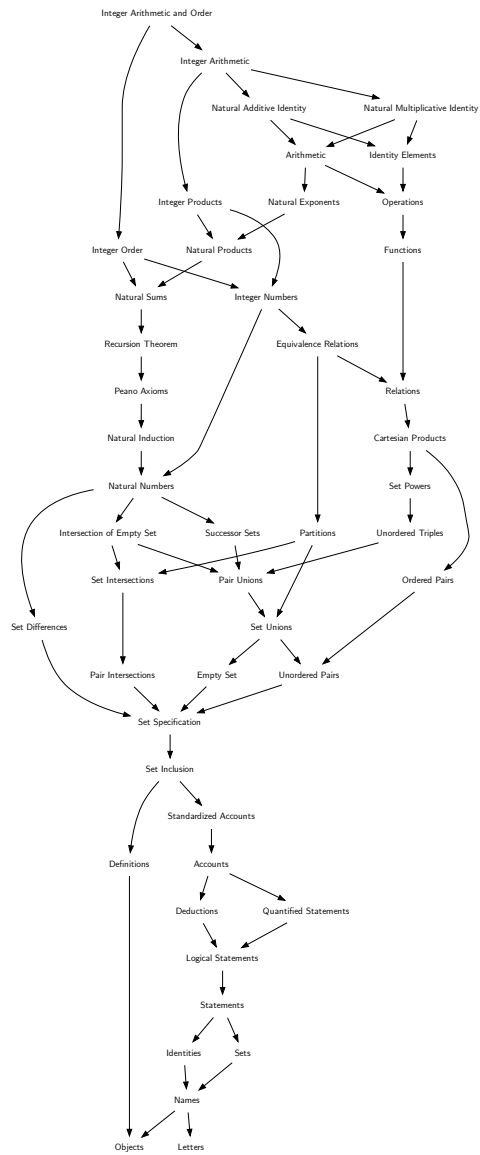 Integer Arithmetic and Order
Integer Arithmetic
Natural Additive Identity
Natural Multiplicative Identity
Arithmetic
Identity Elements
Integer Products
Natural Exponents
Operations
Integer Order
Natural Products
Functions
Natural Sums
Integer Numbers
Recursion Theorem
Equivalence Relations
Peano Axioms
Relations
Natural Induction
Cartesian Products
Natural Numbers
Set Powers
Intersection of Empty Set
Successor Sets
Partitions
Unordered Triples
Set Intersections
Pair Unions
Ordered Pairs
Set Differences
Set Unions
Pair Intersections
Empty Set
Unordered Pairs
Set Specification
Set Inclusion
Standardized Accounts
Definitions
Accounts
Deductions
Quantified Statements
Logical Statements
Statements
Identities
Sets
Names
Objects
Letters